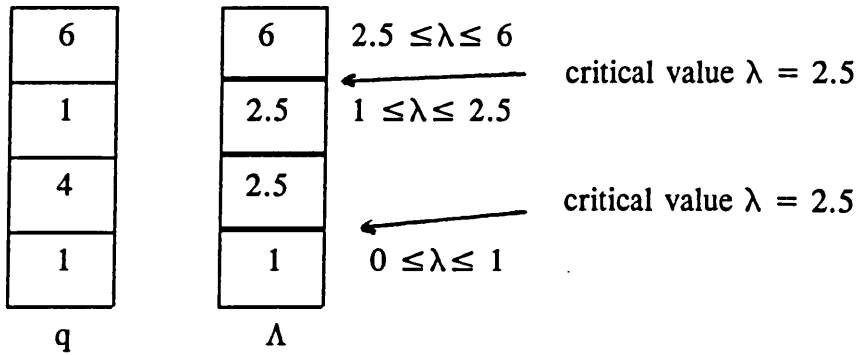 6 6 2.5 ≤λ≤ 6
critical value λ = 2.5
1 2.5 1 ≤λ≤ 2.5
4 2.5
critical value λ = 2.5
1 1 0 ≤λ≤ 1
q Λ